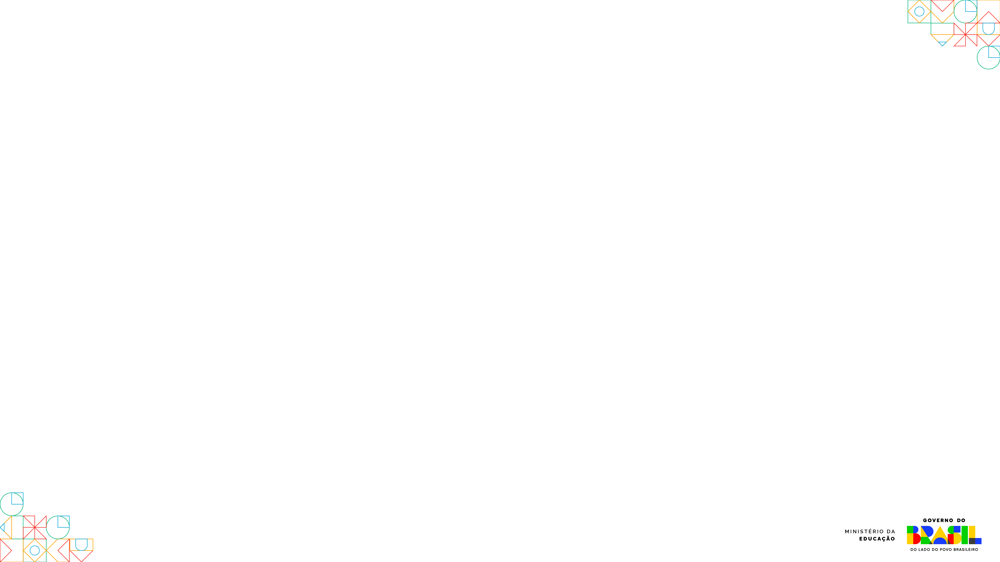 MINISTÉRIO DA
EDUCAÇÃO
GOVERNO DO
BRASIL
DO LADO DO POVO BRASILEIRO